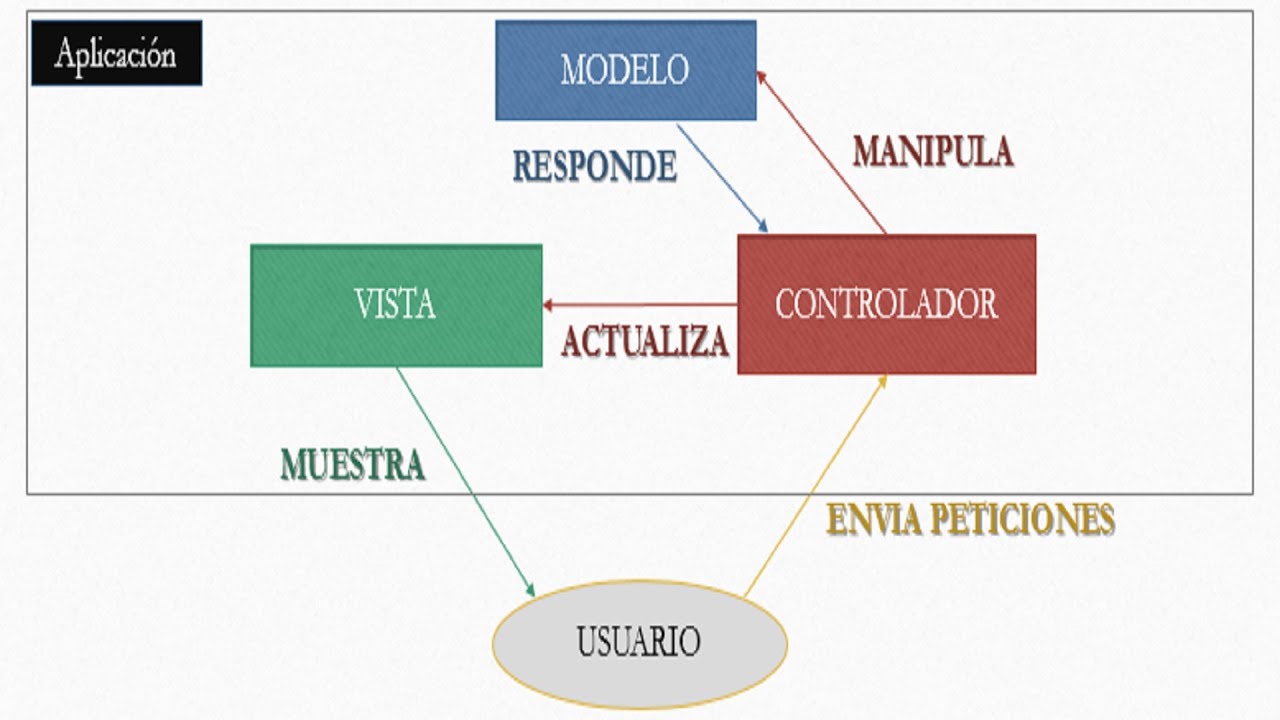 Aplicación
MODELO
RESPONDE
MANIPULA
VISTA
ACTUALIZA
CONTROLADOR
MUESTRA
ENVIA PETICIONES
USUARIO